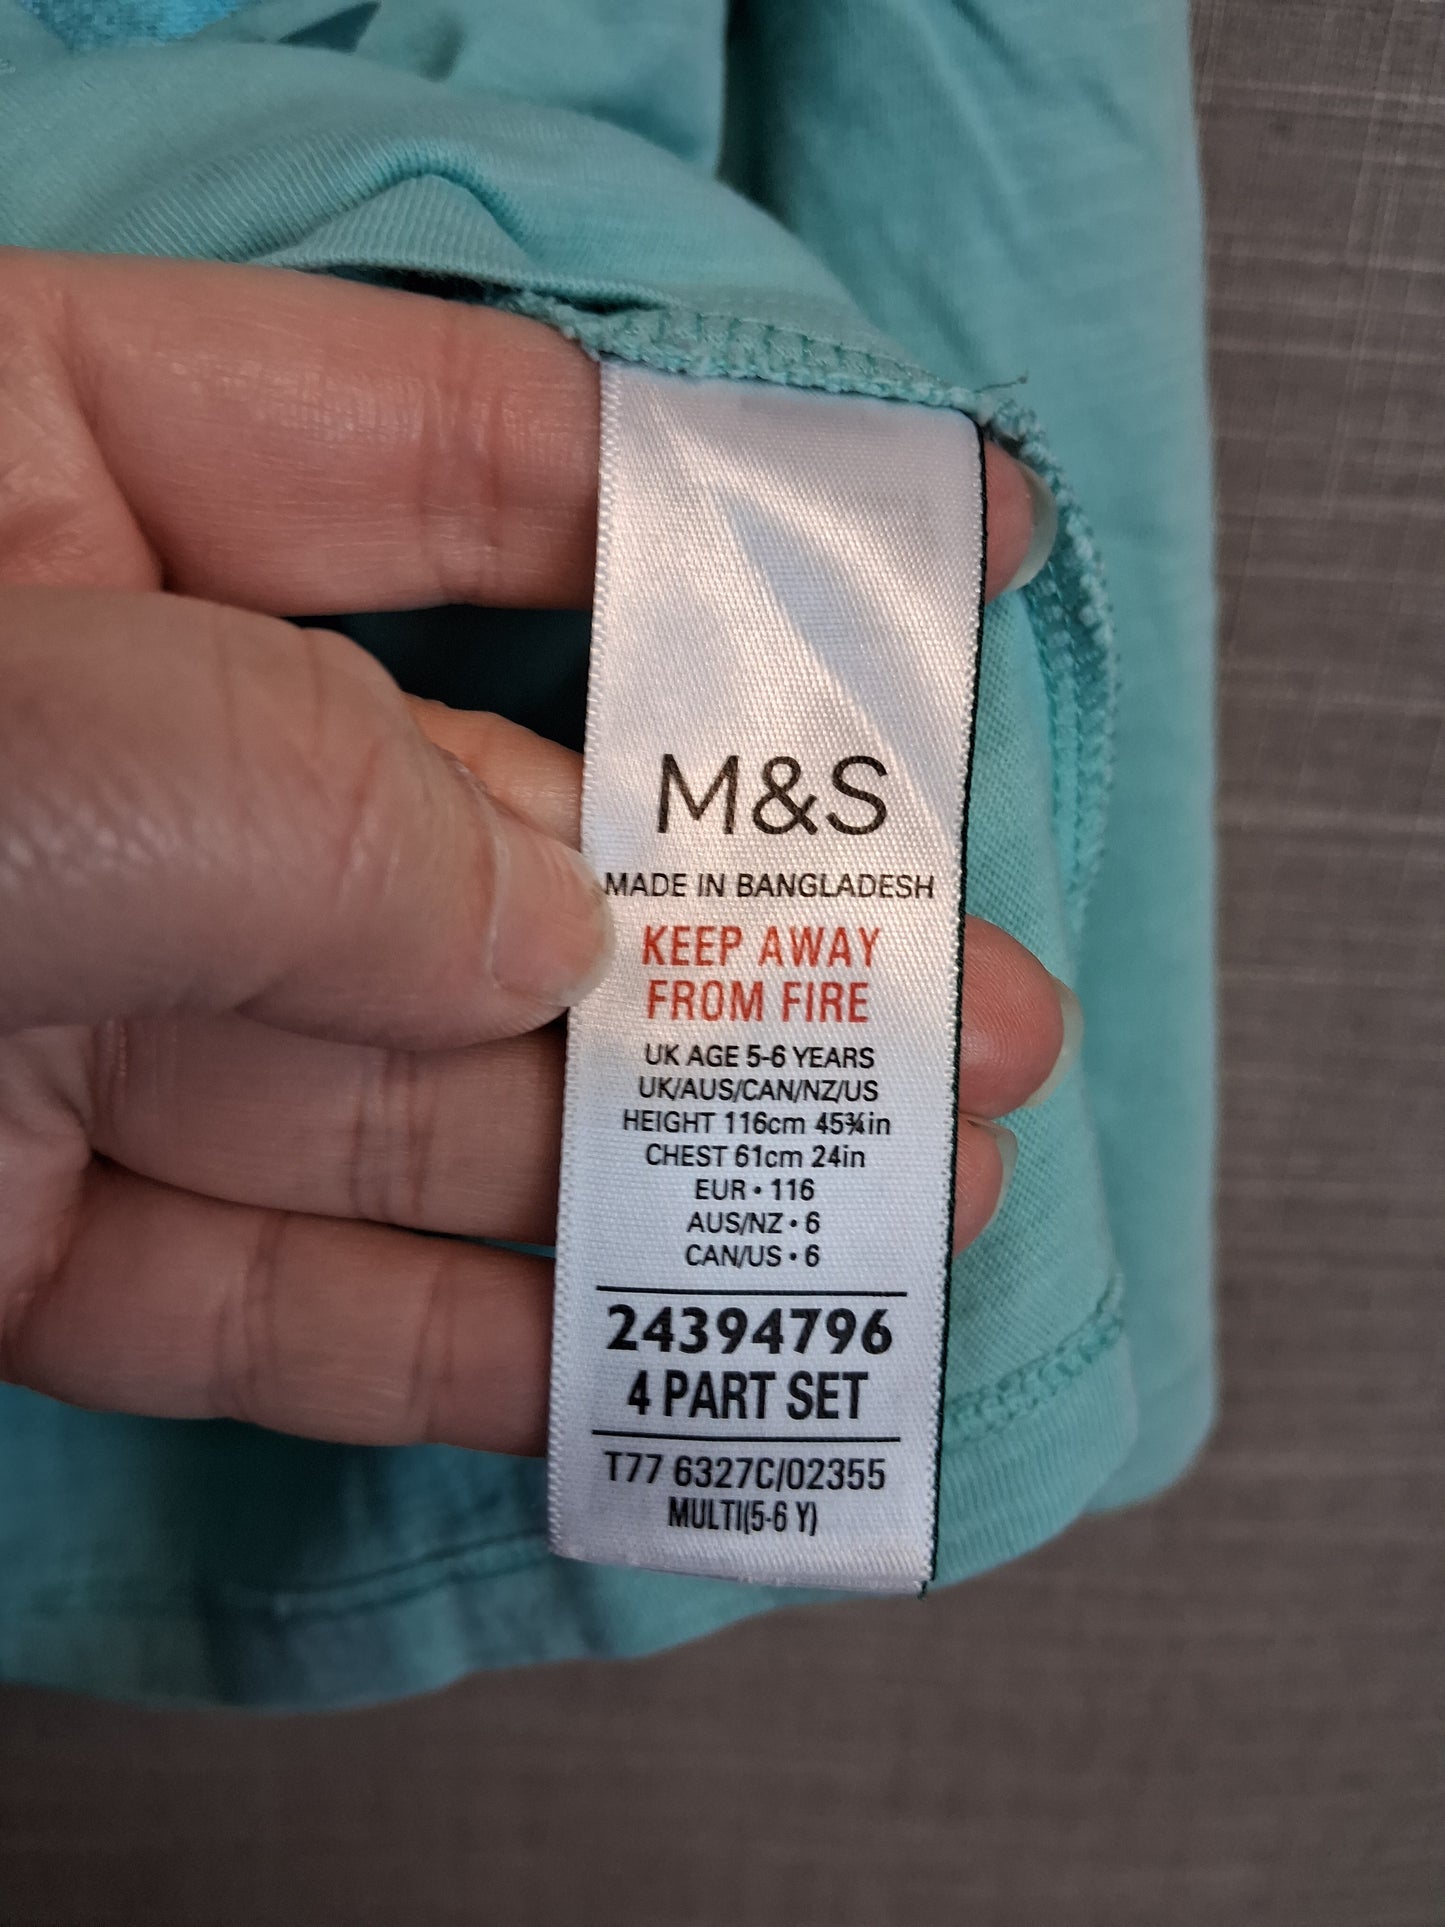 M&S
MADE IN BANGLADESH
KEEP AWAY
FROM FIRE
UK AGE 5-6 YEARS
UK/AUS/CAN/NZ/US
HEIGHT 116cm 45¾in
CHEST 61cm 24in
EUR • 116
AUS/NZ • 6
CAN/US • 6
24394796
4 PART SET
T77 6327C/02355
MULTI(5-6 Y)